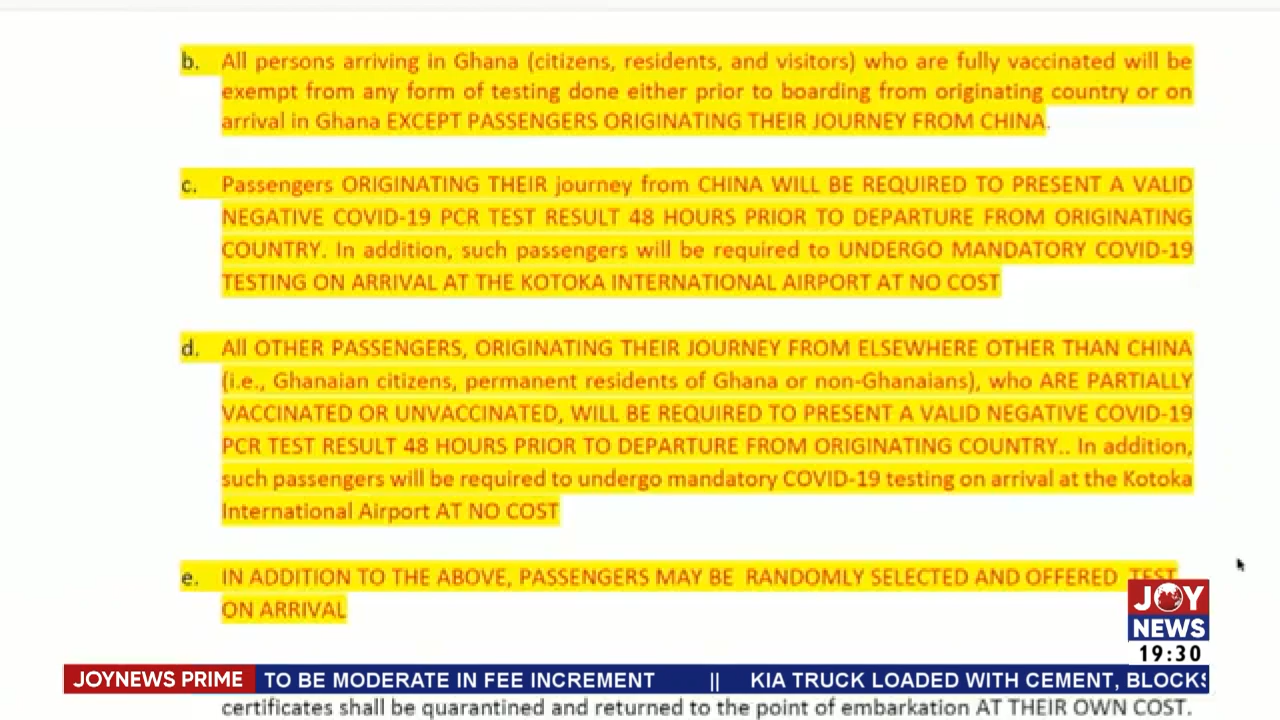 b. All persons arriving in Ghana (citizens, residents, and visitors) who are fully vaccinated will be
exempt from any form of testing done either prior to boarding from originating country or on
arrival in Ghana EXCEPT PASSENGERS ORIGINATING THEIR JOURNEY FROM CHINA.
c. Passengers ORIGINATING THEIR journey from CHINA WILL BE REQUIRED TO PRESENT A VALID
NEGATIVE COVID-19 PCR TEST RESULT 48 HOURS PRIOR TO DEPARTURE FROM ORIGINATING
COUNTRY. In addition, such passengers will be required to UNDERGO MANDATORY COVID-19
TESTING ON ARRIVAL AT THE KOTOKA INTERNATIONAL AIRPORT AT NO COST
d. All OTHER PASSENGERS, ORIGINATING THEIR JOURNEY FROM ELSEWHERE OTHER THAN CHINA
(i.e., Ghanaian citizens, permanent residents of Ghana or non-Ghanaians), who ARE PARTIALLY
VACCINATED OR UNVACCINATED, WILL BE REQUIRED TO PRESENT A VALID NEGATIVE COVID-19
PCR TEST RESULT 48 HOURS PRIOR TO DEPARTURE FROM ORIGINATING COUNTRY.. In addition,
such passengers will be required to undergo mandatory COVID-19 testing on arrival at the Kotoka
International Airport AT NO COST
e. IN ADDITION TO THE ABOVE, PASSENGERS MAY BE RANDOMLY SELECTED AND OFFERED TEST
ON ARRIVAL
JOY
NEWS
19:30
JOYNEWS PRIME TO BE MODERATE IN FEE INCREMENT || KIA TRUCK LOADED WITH CEMENT, BLOCKS
certificates shall be quarantined and returned to the point of embarkation AT THEIR OWN COST.